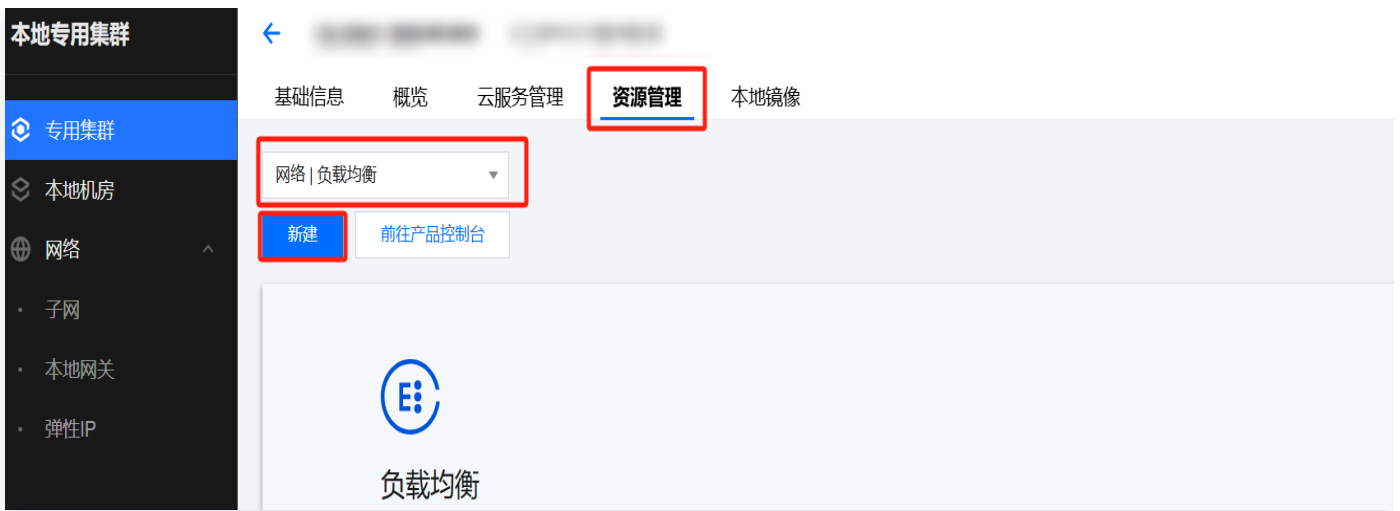 本地专用集群
专用集群
本地机房
网络
子网
本地网关
弹性IP
基础信息 概览 云服务管理 资源管理 本地镜像
网络 | 负载均衡
新建 前往产品控制台
E
负载均衡